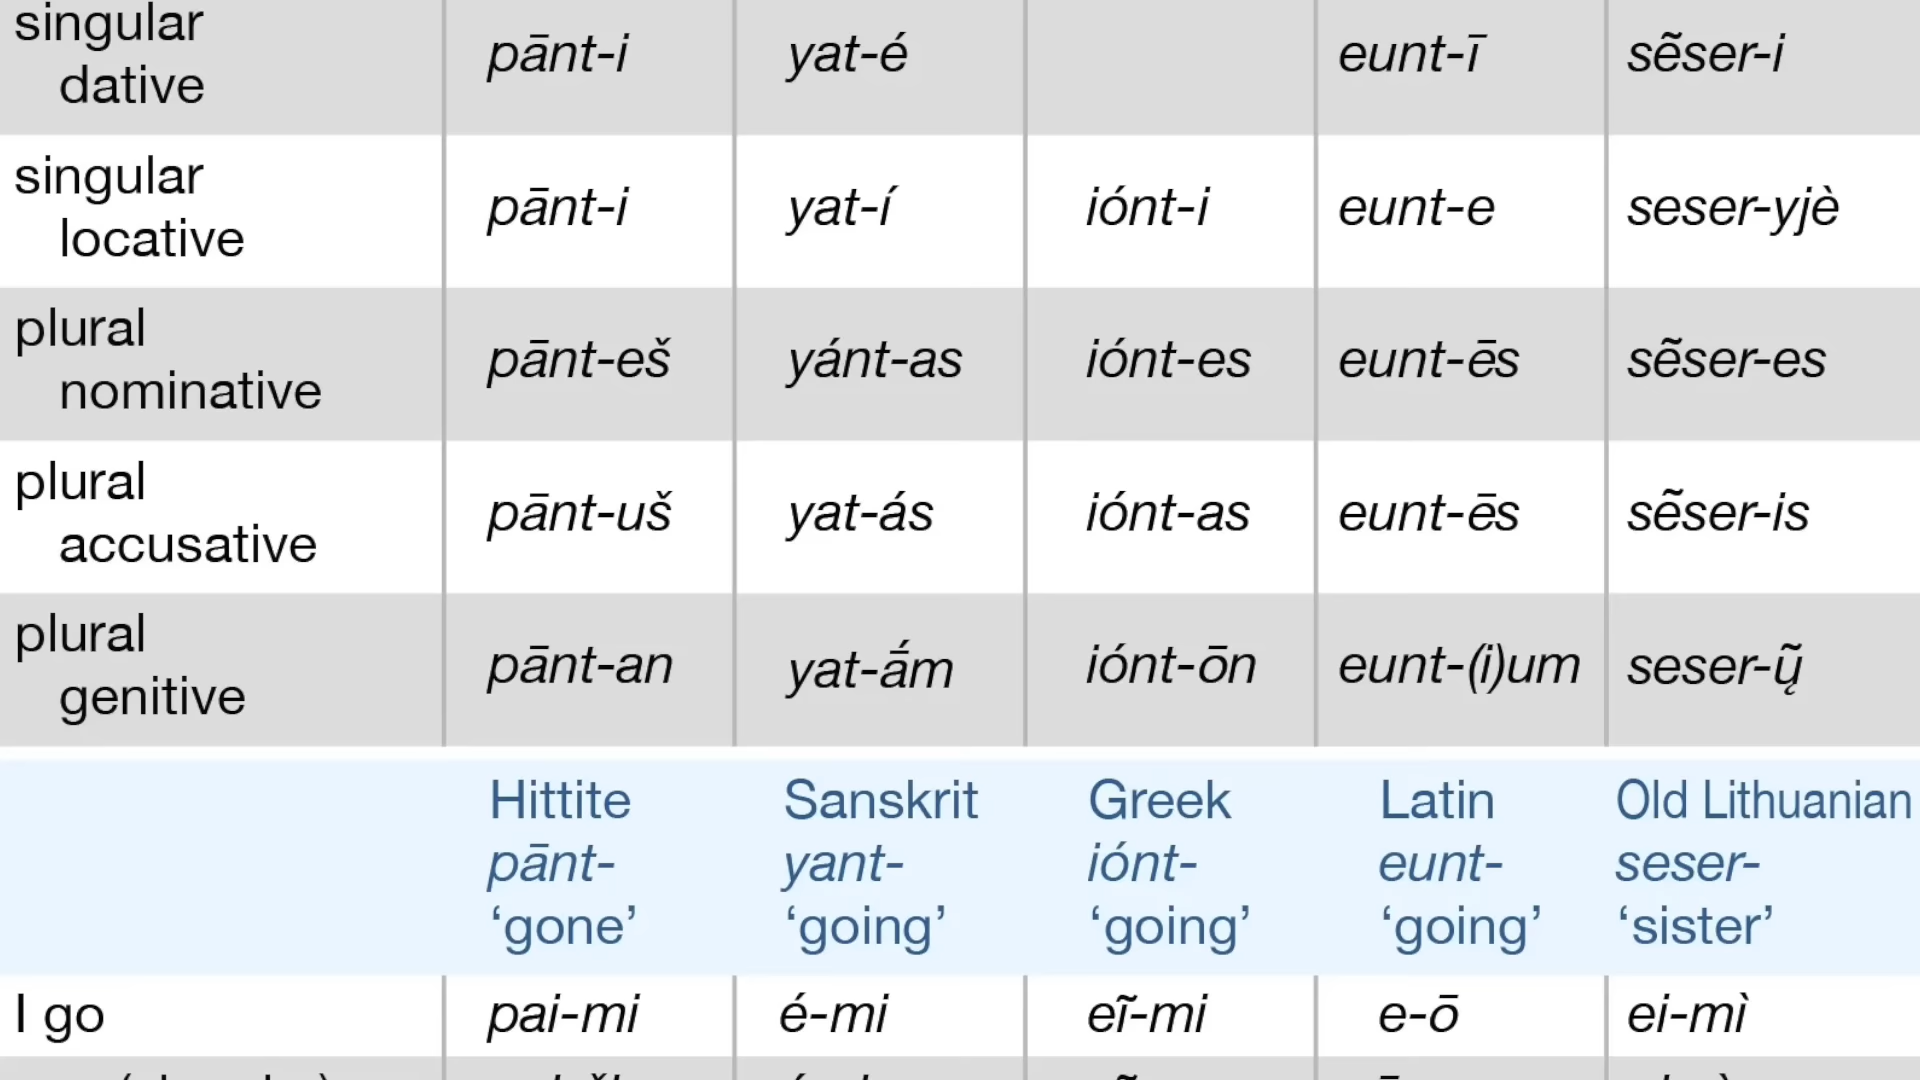 singular
dative pānt-i yat-é eunt-ī sẽser-i
singular
locative pānt-i yat-í iónt-i eunt-e seser-yjè
plural
nominative pānt-eš yánt-as iónt-es eunt-ēs sẽser-es
plural
accusative pānt-uš yat-ás iónt-as eunt-ēs sẽser-is
plural
genitive pānt-an yat-ā́m iónt-ōn eunt-(i)um seser-ų̃
Hittite Sanskrit Greek Latin Old Lithuanian
pānt- yant- iónt- eunt- seser-
‘gone’ ‘going’ ‘going’ ‘going’ ‘sister’
I go pai-mi é-mi eĩ-mi e-ō ei-mì